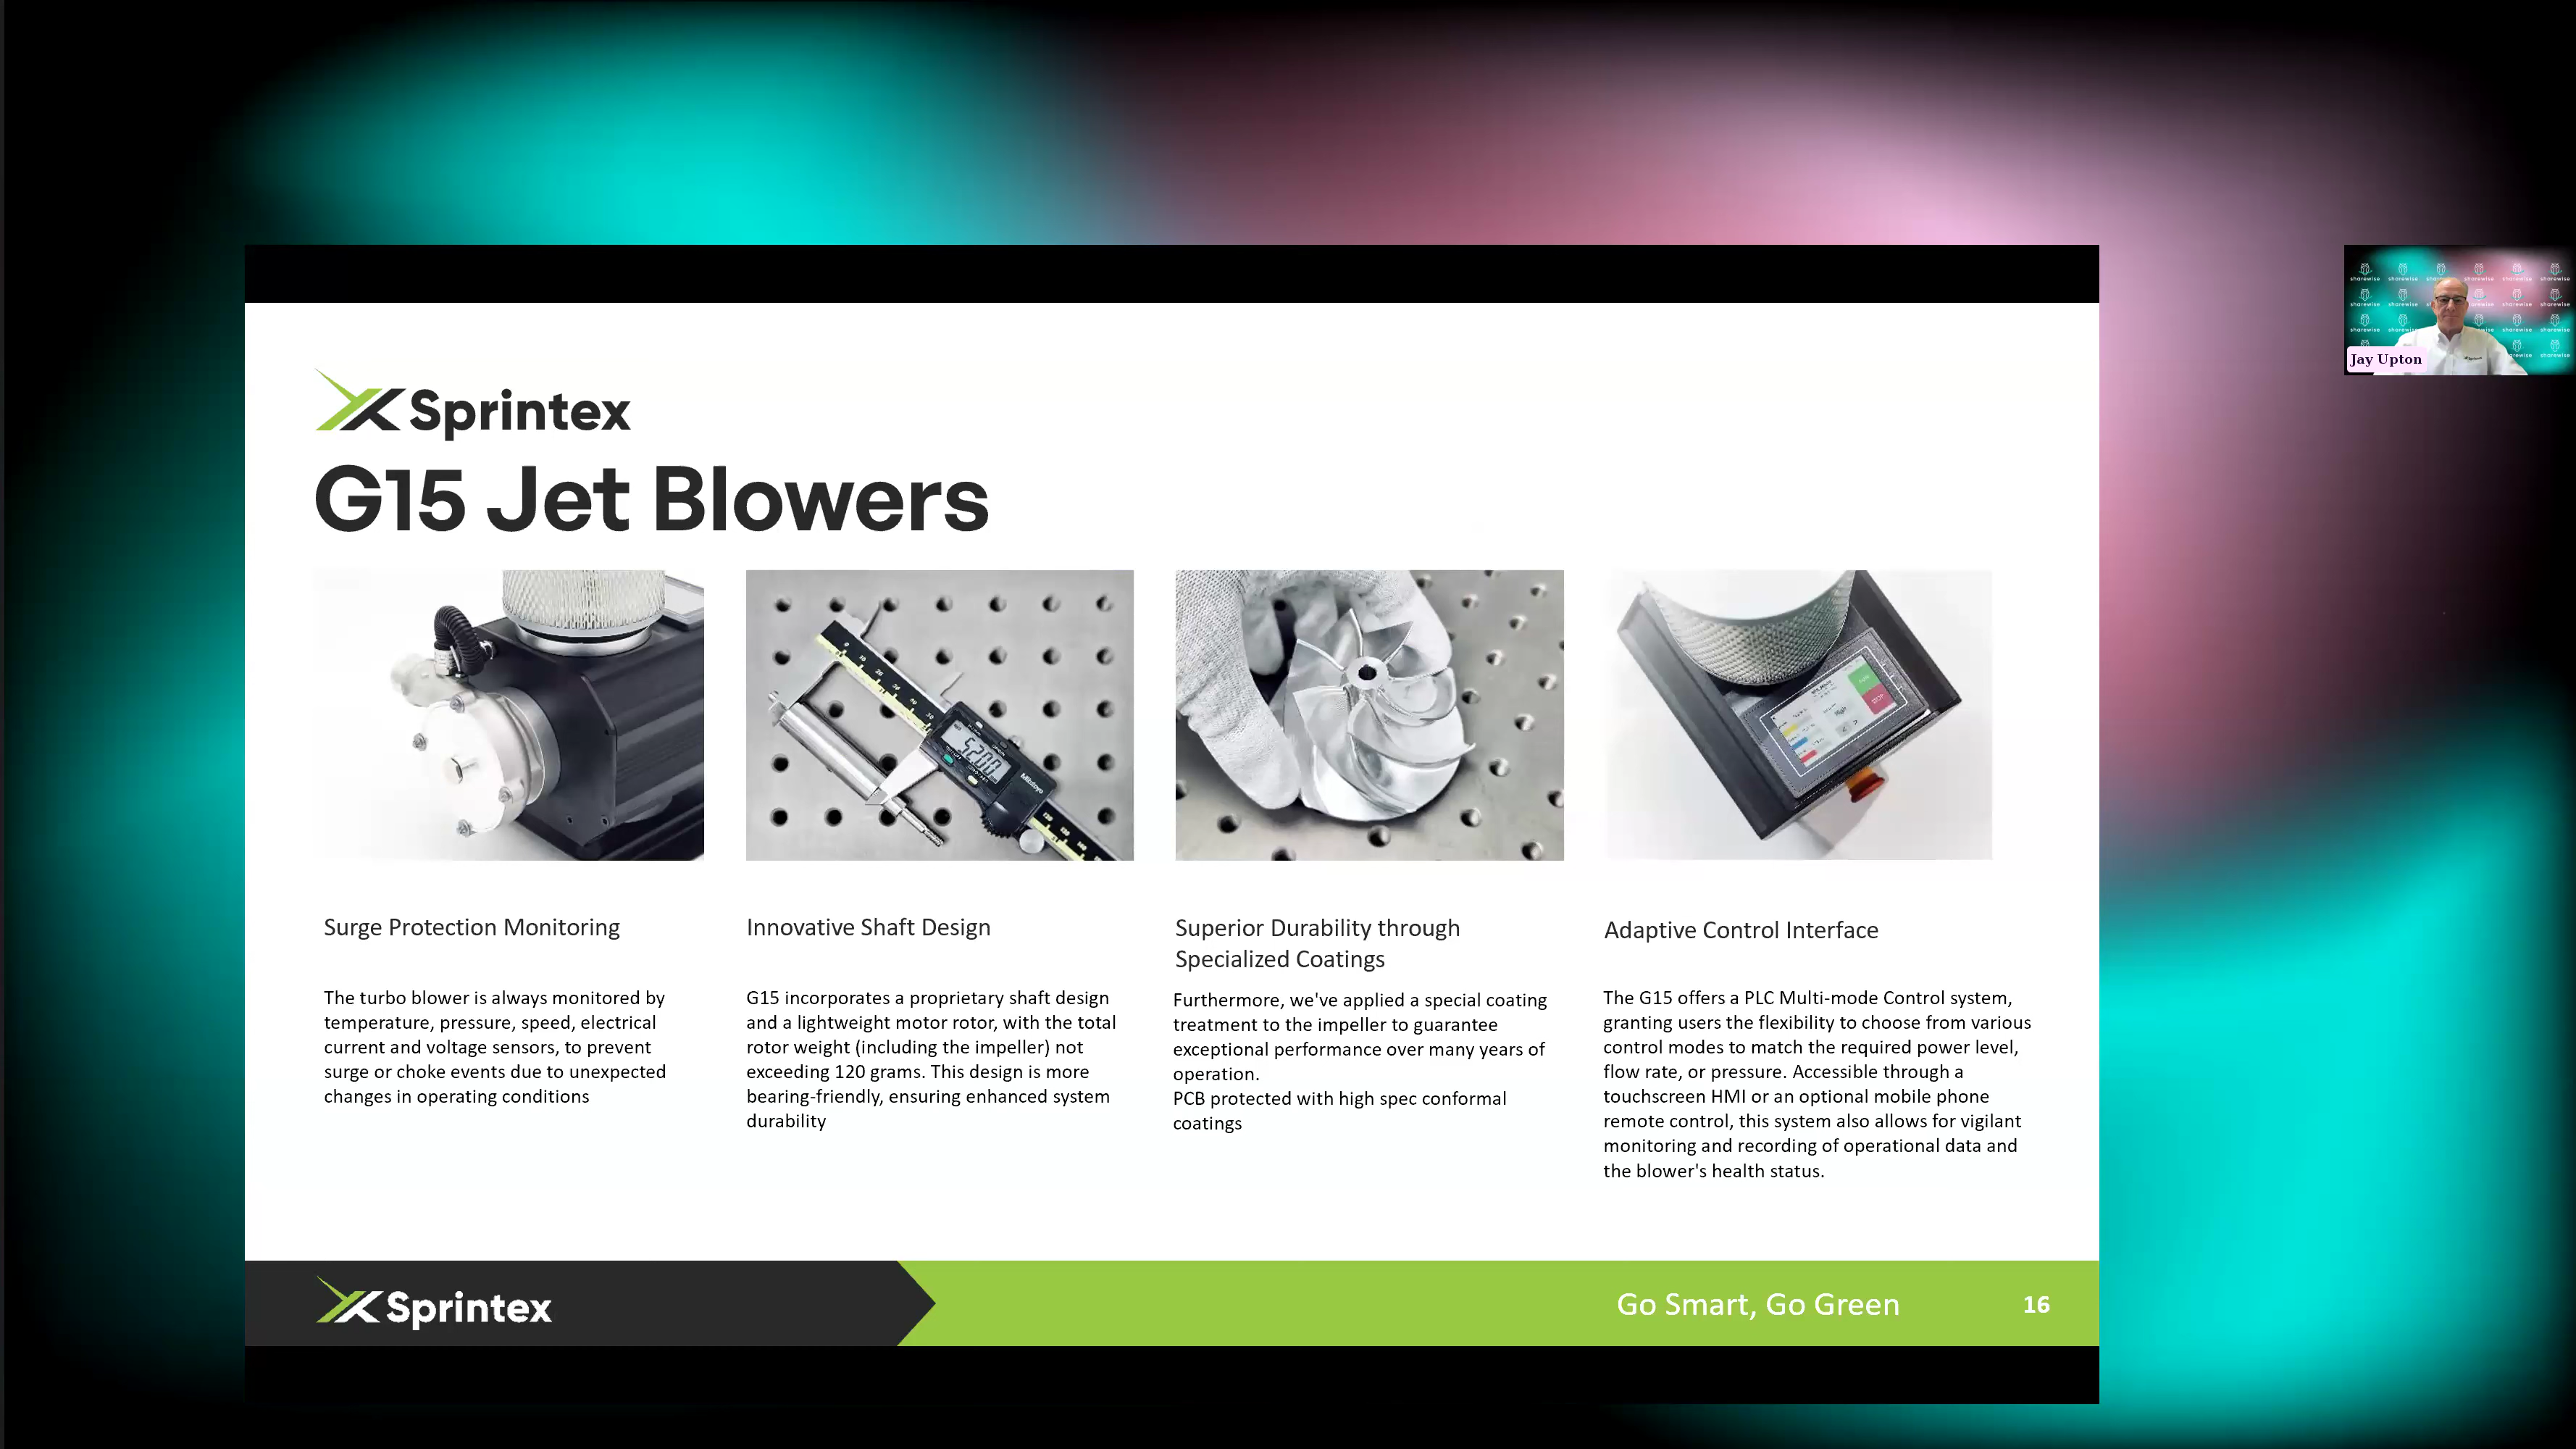 Sprintex
G15 Jet Blowers
Surge Protection Monitoring
The turbo blower is always monitored by
temperature, pressure, speed, electrical
current and voltage sensors, to prevent
surge or choke events due to unexpected
changes in operating conditions
Innovative Shaft Design
G15 incorporates a proprietary shaft design
and a lightweight motor rotor, with the total
rotor weight (including the impeller) not
exceeding 120 grams. This design is more
bearing-friendly, ensuring enhanced system
durability
Superior Durability through
Specialized Coatings
Furthermore, we've applied a special coating
treatment to the impeller to guarantee
exceptional performance over many years of
operation.
PCB protected with high spec conformal
coatings
Adaptive Control Interface
The G15 offers a PLC Multi-mode Control system,
granting users the flexibility to choose from various
control modes to match the required power level,
flow rate, or pressure. Accessible through a
touchscreen HMI or an optional mobile phone
remote control, this system also allows for vigilant
monitoring and recording of operational data and
the blower's health status.
Sprintex
Go Smart, Go Green
16
Mitutoyo
sharewise
Jay Upton